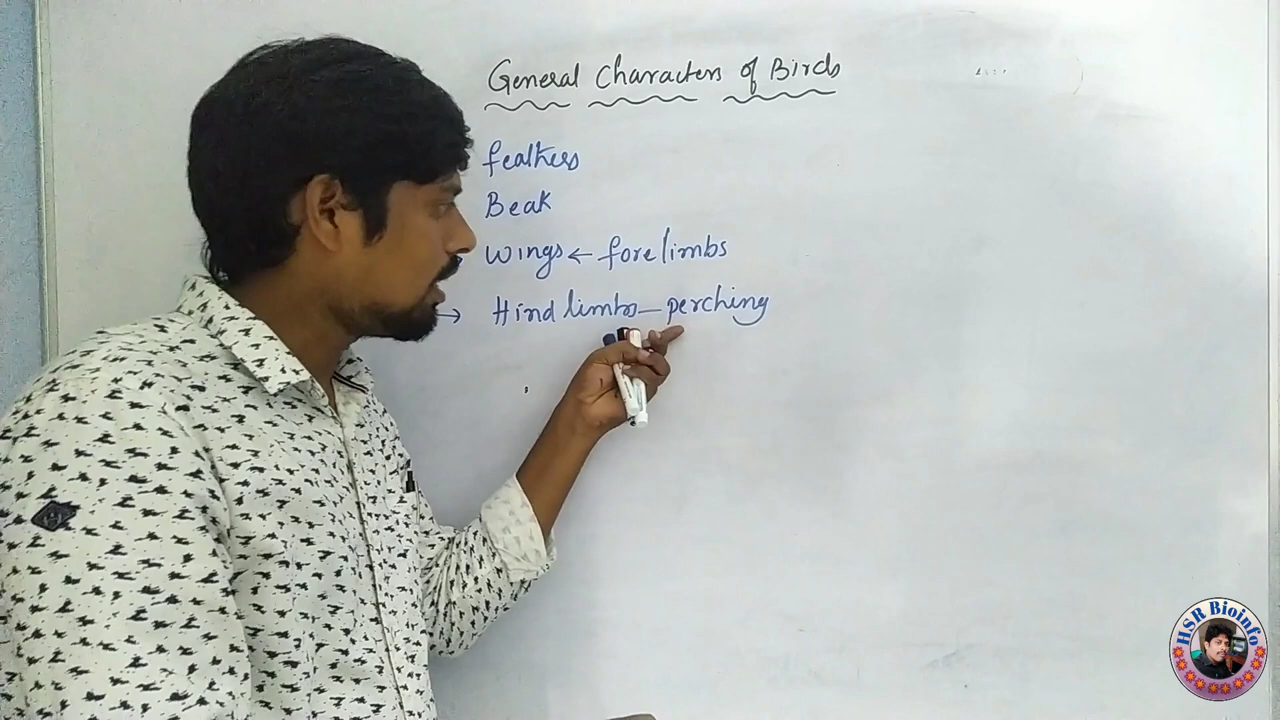 General Characters of Birds
feathers
Beak
wings ← fore limbs
→ Hind limbs — perching
HSR Bioinfo